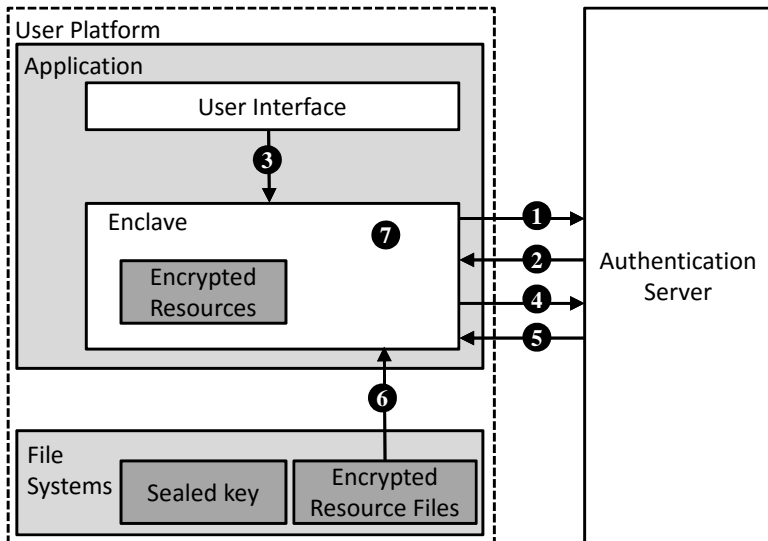 User Platform
Application
User Interface
3
Enclave
7
1
2
Encrypted
Resources
Authentication
Server
4
5
6
File
Systems
Sealed key
Encrypted
Resource Files